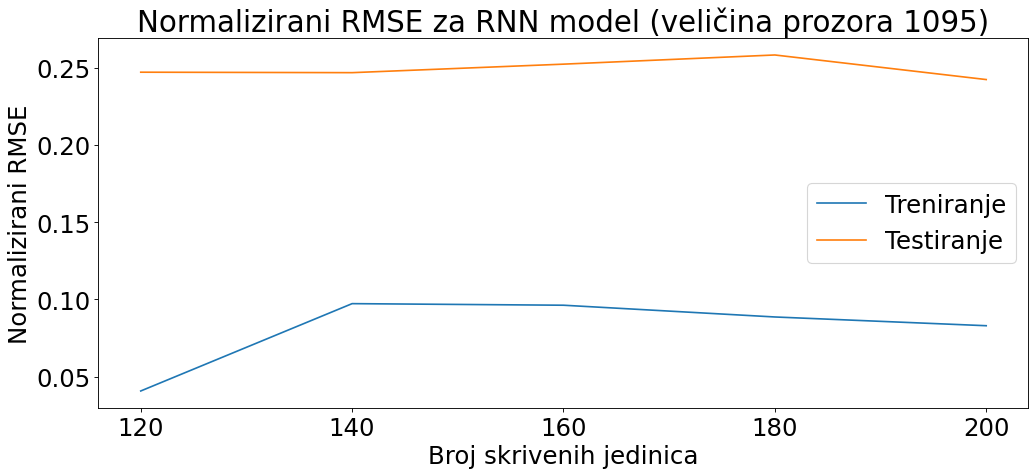 Normalizirani RMSE za RNN model (veličina prozora 1095)
Normalizirani RMSE
0.25
0.20
0.15
0.10
0.05
Treniranje
Testiranje
120 140 160 180 200
Broj skrivenih jedinica